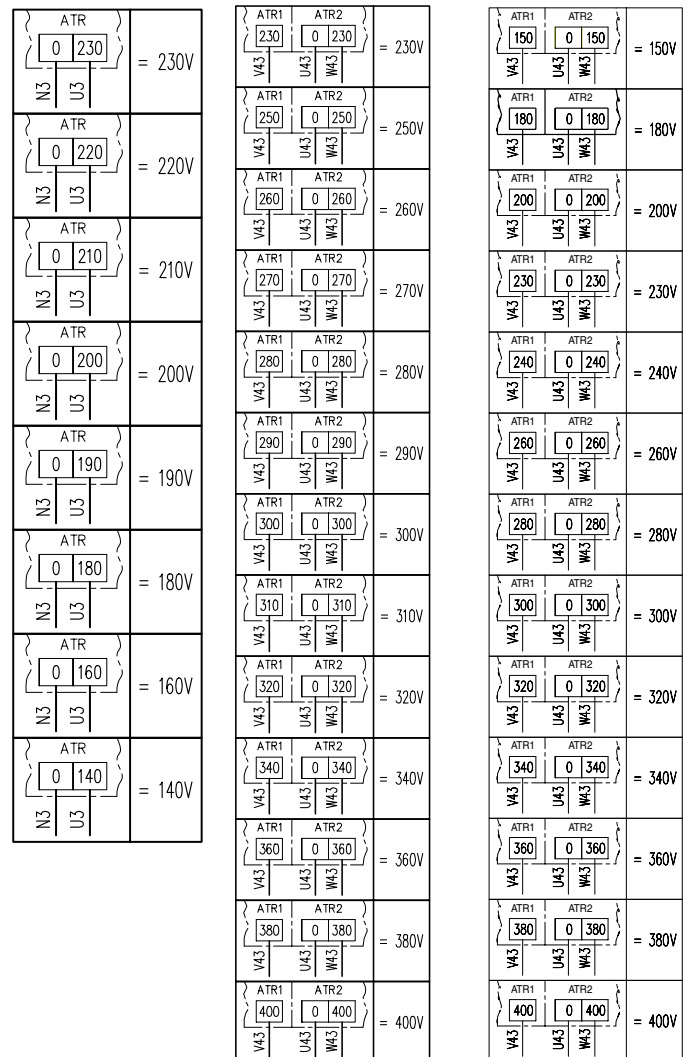 ATR
0 230
= 230V
N3 U3
ATR
0 220
= 220V
N3 U3
ATR
0 210
= 210V
N3 U3
ATR
0 200
= 200V
N3 U3
ATR
0 190
= 190V
N3 U3
ATR
0 180
= 180V
N3 U3
ATR
0 160
= 160V
N3 U3
ATR
0 140
= 140V
N3 U3
ATR1 ATR2
230 0 230
= 230V
V43 U43 W43
ATR1 ATR2
250 0 250
= 250V
V43 U43 W43
ATR1 ATR2
260 0 260
= 260V
V43 U43 W43
ATR1 ATR2
270 0 270
= 270V
V43 U43 W43
ATR1 ATR2
280 0 280
= 280V
V43 U43 W43
ATR1 ATR2
290 0 290
= 290V
V43 U43 W43
ATR1 ATR2
300 0 300
= 300V
V43 U43 W43
ATR1 ATR2
310 0 310
= 310V
V43 U43 W43
ATR1 ATR2
320 0 320
= 320V
V43 U43 W43
ATR1 ATR2
340 0 340
= 340V
V43 U43 W43
ATR1 ATR2
360 0 360
= 360V
V43 U43 W43
ATR1 ATR2
380 0 380
= 380V
V43 U43 W43
ATR1 ATR2
400 0 400
= 400V
V43 U43 W43
ATR1 ATR2
150 0 150
= 150V
V43 U43 W43
ATR1 ATR2
180 0 180
= 180V
V43 U43 W43
ATR1 ATR2
200 0 200
= 200V
V43 U43 W43
ATR1 ATR2
230 0 230
= 230V
V43 U43 W43
ATR1 ATR2
240 0 240
= 240V
V43 U43 W43
ATR1 ATR2
260 0 260
= 260V
V43 U43 W43
ATR1 ATR2
280 0 280
= 280V
V43 U43 W43
ATR1 ATR2
300 0 300
= 300V
V43 U43 W43
ATR1 ATR2
320 0 320
= 320V
V43 U43 W43
ATR1 ATR2
340 0 340
= 340V
V43 U43 W43
ATR1 ATR2
360 0 360
= 360V
V43 U43 W43
ATR1 ATR2
380 0 380
= 380V
V43 U43 W43
ATR1 ATR2
400 0 400
= 400V
V43 U43 W43